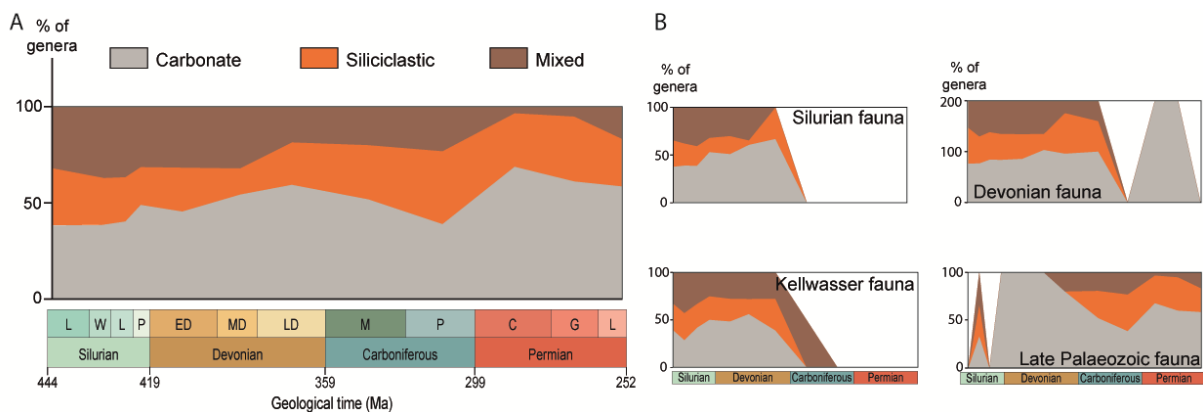 A
% of
genera
Carbonate Siliciclastic Mixed
100
50
0
L W L P ED MD LD M P C G L
Silurian Devonian Carboniferous Permian
444 419 359 299 252
Geological time (Ma)
B
% of
genera
100
50
0
Silurian fauna
% of
genera
200
100
0
Devonian fauna
100
50
0
Kellwasser fauna
Silurian Devonian Carboniferous Permian
100
50
0
Late Palaeozoic fauna
Silurian Devonian Carboniferous Permian